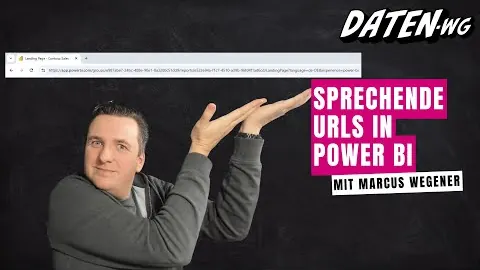 DATEN-WG
Landing Page - Contoso Sales
SPRECHENDE
URLS IN
POWER BI
MIT MARCUS WEGENER